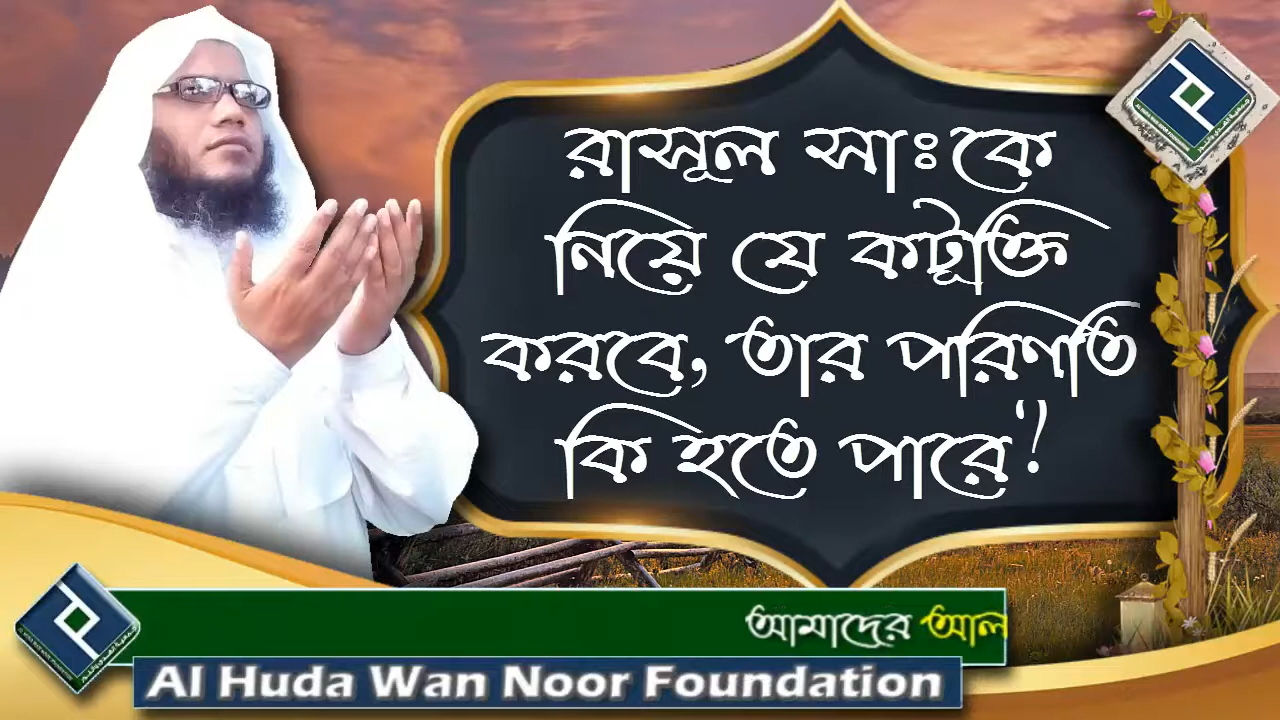 রাসূল সাঃকে
নিয়ে যে কটূক্তি
করবে, তার পরিণতি
কি হতে পারে?
আমাদের আল
Al Huda Wan Noor Foundation